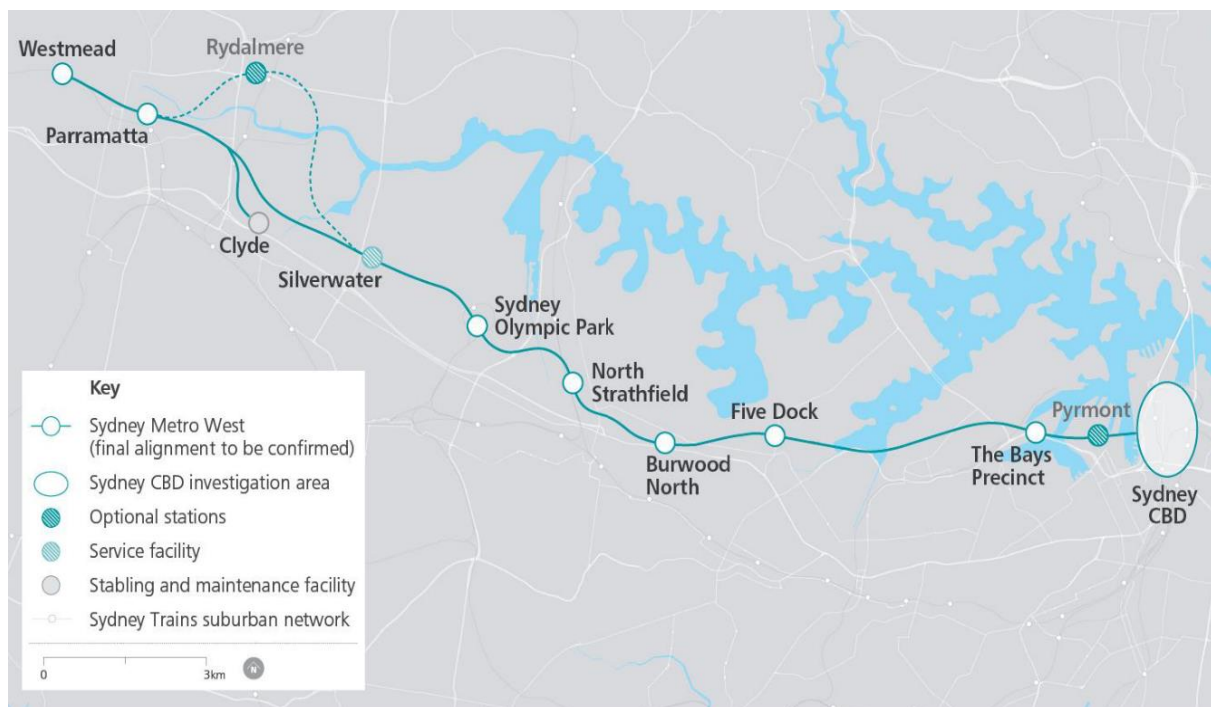 Westmead
Rydalmere
Parramatta
Clyde
Silverwater
Sydney
Olympic Park
North
Strathfield
Five Dock
Burwood
North
The Bays
Precinct
Pyrmont
Sydney
CBD
Key
Sydney Metro West
(final alignment to be confirmed)
Sydney CBD investigation area
Optional stations
Service facility
Stabling and maintenance facility
Sydney Trains suburban network
0
3km
N